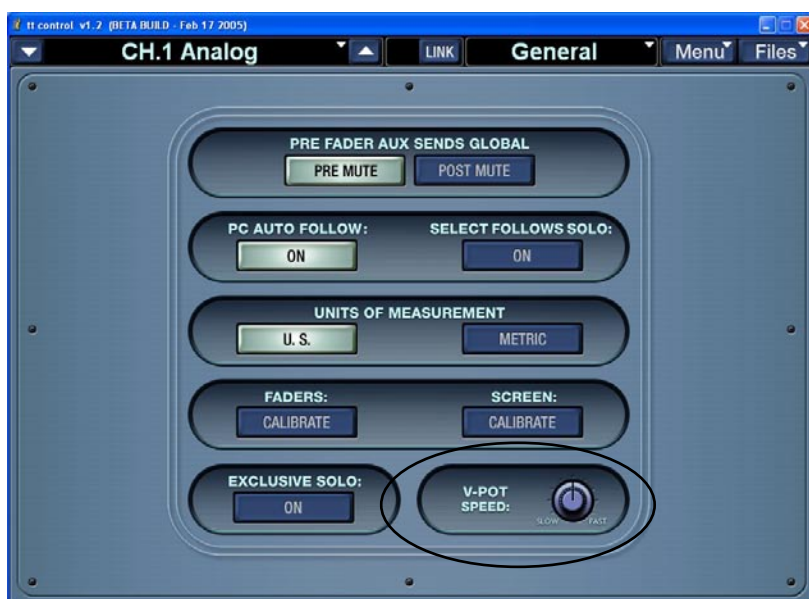 tt control v1.2 (BETA BUILD - Feb 17 2005)
CH.1 Analog LINK General Menu Files
PRE FADER AUX SENDS GLOBAL
PRE MUTE POST MUTE
PC AUTO FOLLOW: SELECT FOLLOWS SOLO:
ON ON
UNITS OF MEASUREMENT
U. S. METRIC
FADERS: SCREEN:
CALIBRATE CALIBRATE
EXCLUSIVE SOLO:
ON
V-POT
SPEED:
SLOW FAST